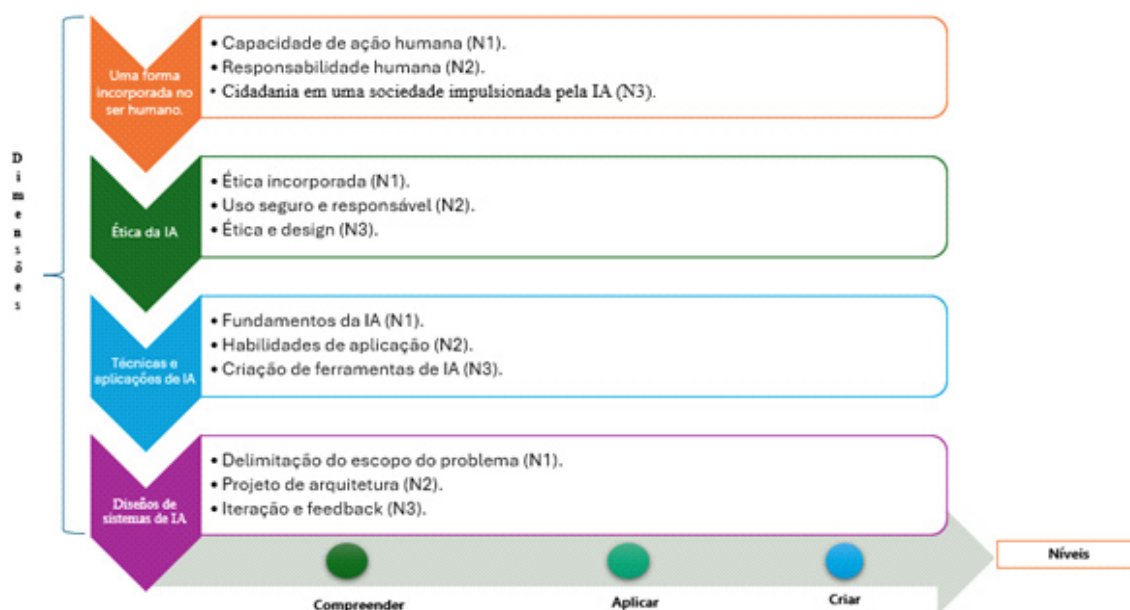 Dimensões
Uma forma
incorporada no
ser humano.
• Capacidade de ação humana (N1).
• Responsabilidade humana (N2).
• Cidadania em uma sociedade impulsionada pela IA (N3).
Ética da IA
• Ética incorporada (N1).
• Uso seguro e responsável (N2).
• Ética e design (N3).
Técnicas e
aplicações de IA
• Fundamentos da IA (N1).
• Habilidades de aplicação (N2).
• Criação de ferramentas de IA (N3).
Diseños de
sistemas de IA
• Delimitação do escopo do problema (N1).
• Projeto de arquitetura (N2).
• Iteração e feedback (N3).
Níveis
Compreender
Aplicar
Criar